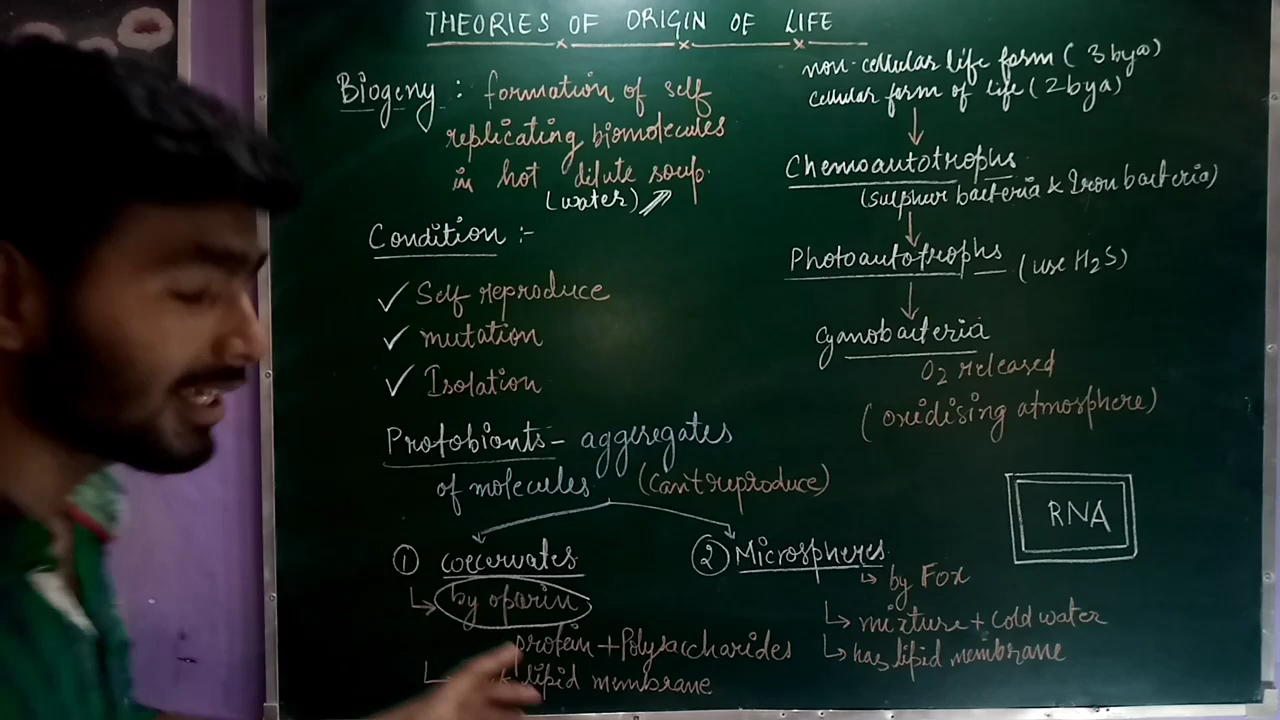 THEORIES OF ORIGIN OF LIFE
Biogeny : formation of self
replicating biomolecules
in hot dilute soup.
(water)
Condition :-
✓ Self reproduce
✓ mutation
✓ Isolation
Protobionts - aggregates
of molecules (can't reproduce)
① coecervates
↳ by oparin
protein + Polysaccharides
↳ lipid membrane
② Microspheres
↳ by Fox
↳ mixture + cold water
↳ has lipid membrane
non-cellular life form (3 bya)
cellular form of life (2 bya)
↓
Chemoautotrophs
(sulphur bacteria & Iron bacteria)
↓
Photoautotrophs (use H₂S)
↓
Cyanobacteria
O₂ released
(oxidising atmosphere)
RNA